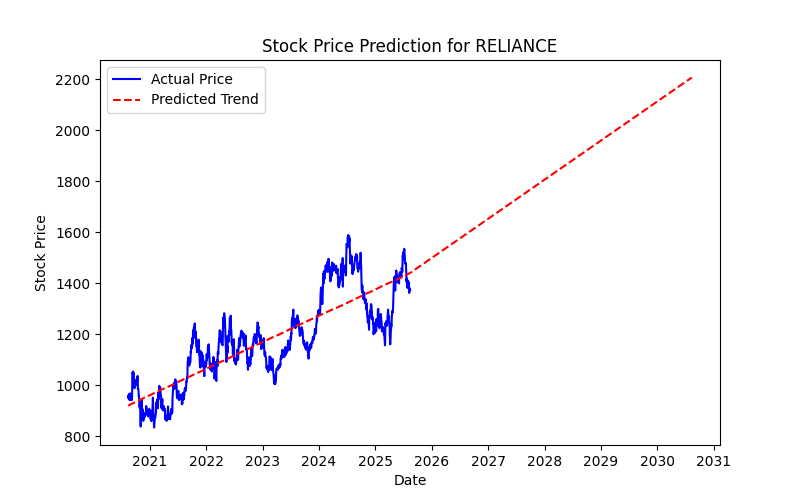 Stock Price Prediction for RELIANCE
Actual Price
Predicted Trend
2200
2000
1800
1600
1400
1200
1000
800
Stock Price
2021 2022 2023 2024 2025 2026 2027 2028 2029 2030 2031
Date